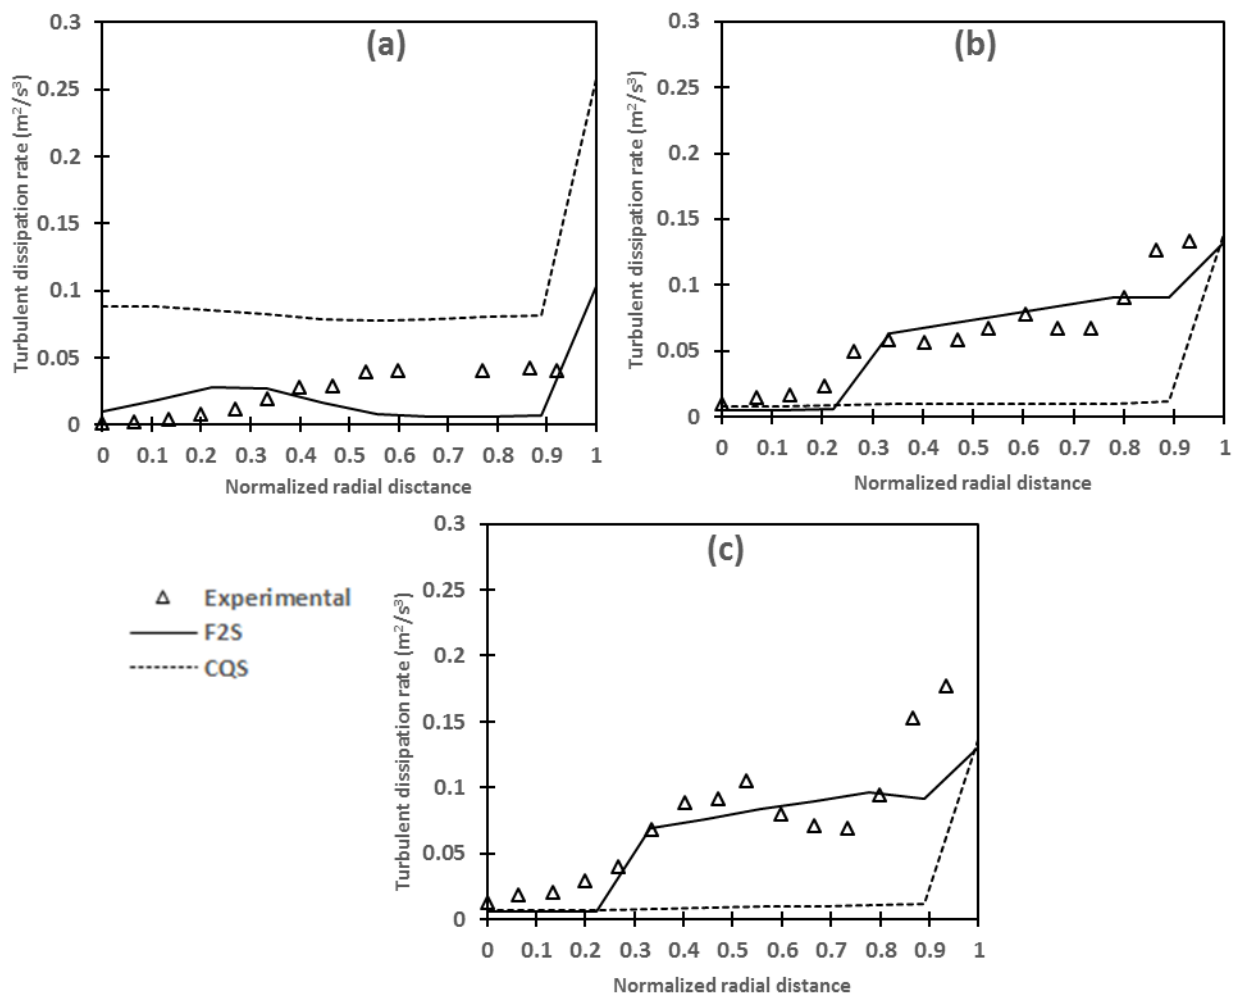 (a)
Turbulent dissipation rate (m²/s³)
0.3
0.25
0.2
0.15
0.1
0.05
0
0 0.1 0.2 0.3 0.4 0.5 0.6 0.7 0.8 0.9 1
Normalized radial disctance
(b)
Turbulent dissipation rate (m²/s³)
0.3
0.25
0.2
0.15
0.1
0.05
0
0 0.1 0.2 0.3 0.4 0.5 0.6 0.7 0.8 0.9 1
Normalized radial distance
Experimental
F2S
CQS
(c)
Turbulent dissipation rate (m²/s³)
0.3
0.25
0.2
0.15
0.1
0.05
0
0 0.1 0.2 0.3 0.4 0.5 0.6 0.7 0.8 0.9 1
Normalized radial distance